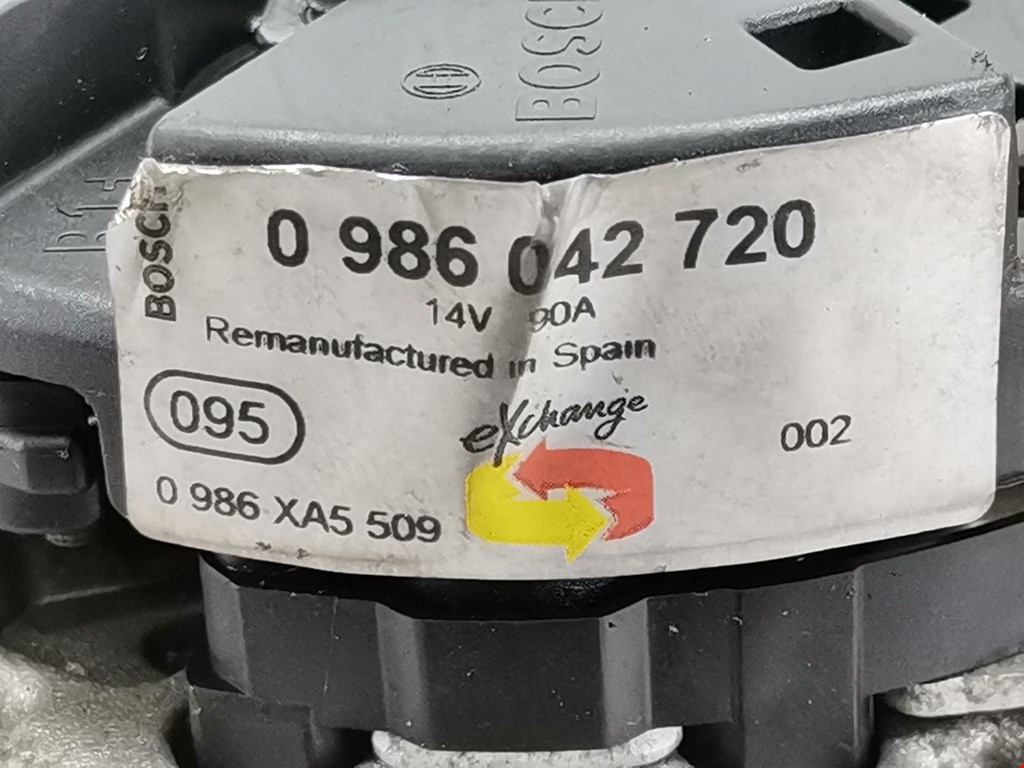 BOSCH
BOSCH
0 986 042 720
14V 90A
Remanufactured in Spain
eXchange
095
002
0 986 XA5 509